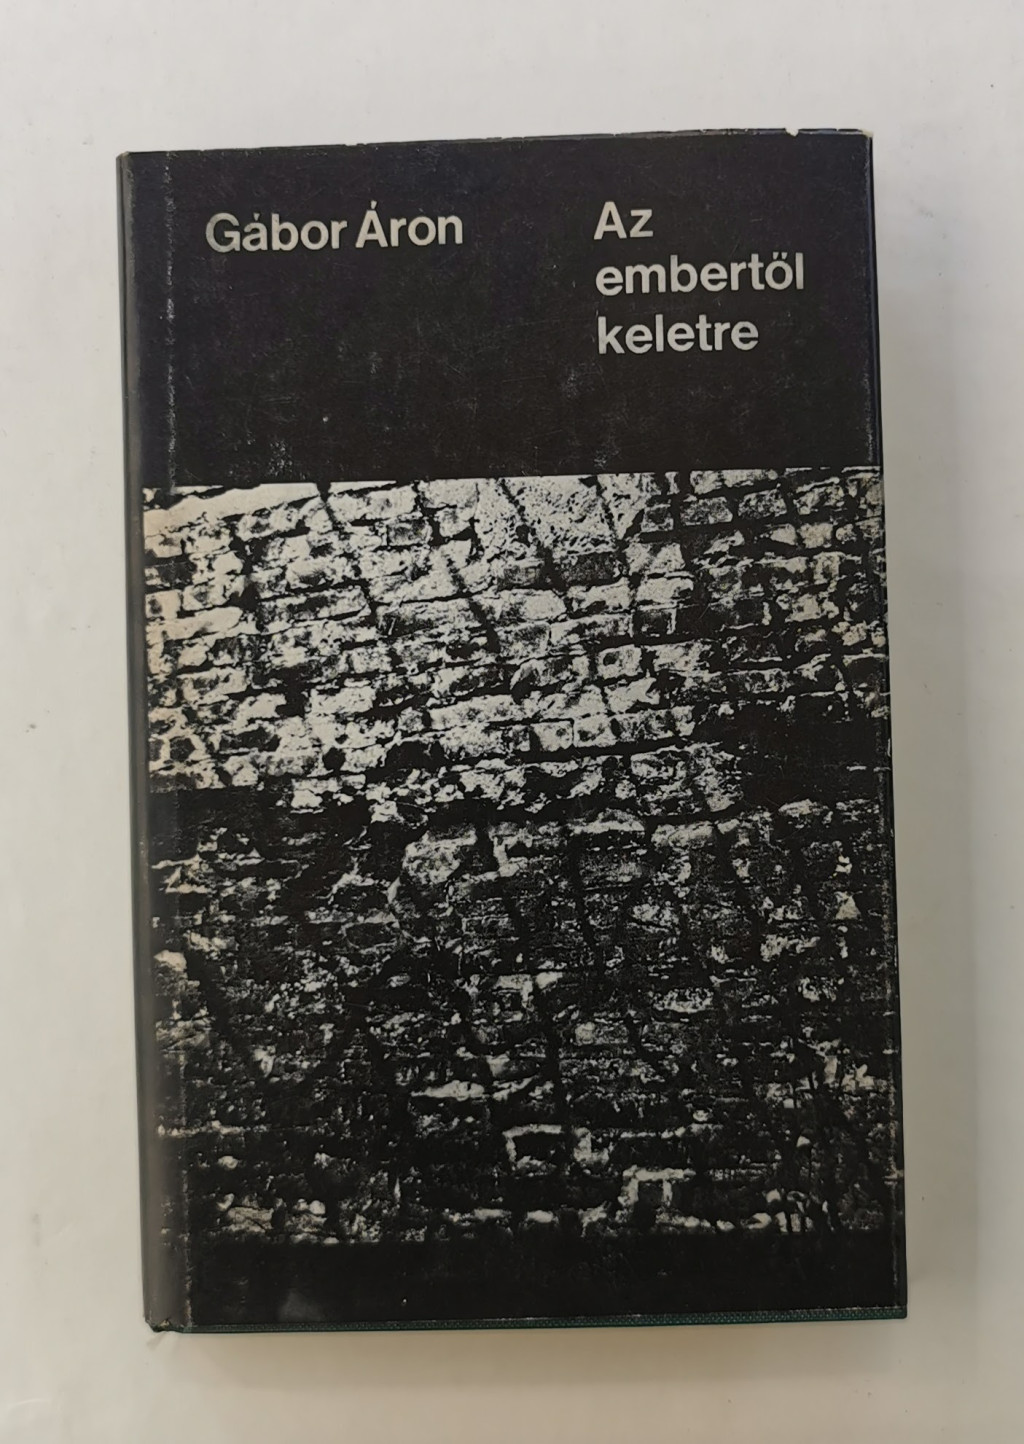 Gábor Áron
Az
embertől
keletre